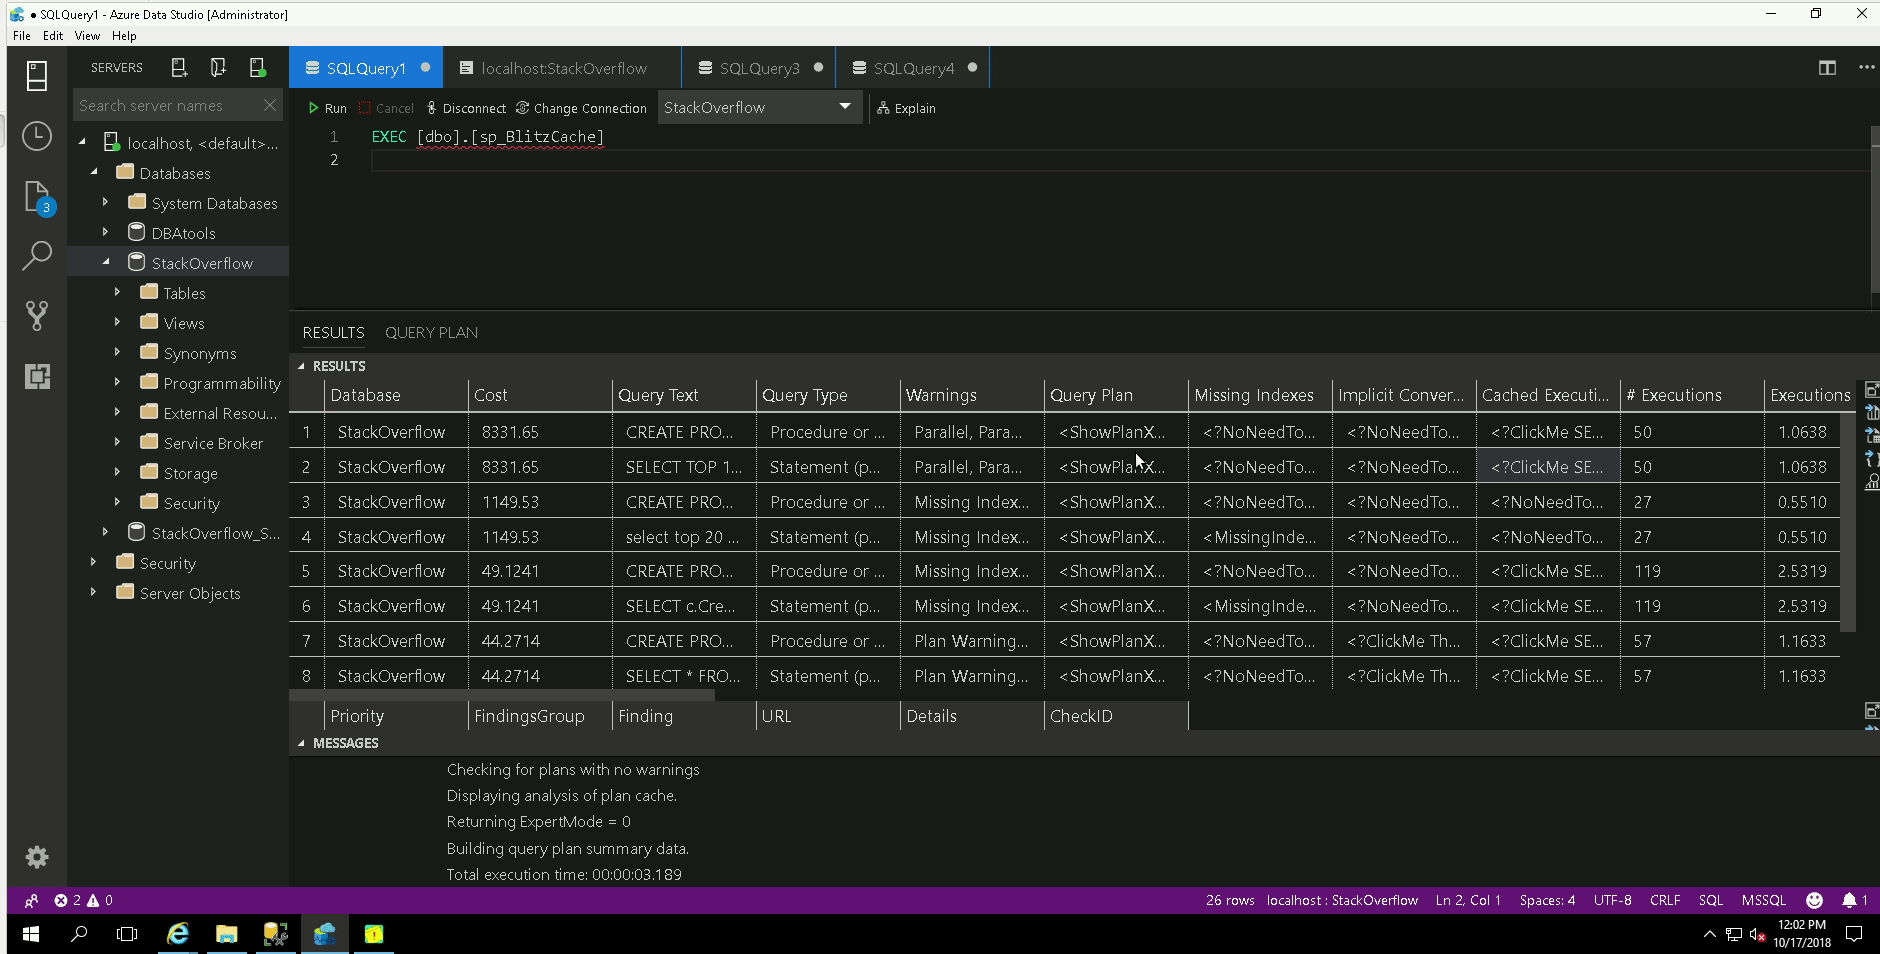 ● SQLQuery1 - Azure Data Studio [Administrator]
File Edit View Help
SERVERS
Search server names
localhost, <default>...
Databases
System Databases
DBAtools
StackOverflow
Tables
Views
Synonyms
Programmability
External Resou...
Service Broker
Storage
Security
StackOverflow_S...
Security
Server Objects
3
SQLQuery1 ● localhost:StackOverflow SQLQuery3 ● SQLQuery4 ●
Run Cancel Disconnect Change Connection StackOverflow Explain
1 EXEC [dbo].[sp_BlitzCache]
2
RESULTS QUERY PLAN
RESULTS
Database Cost Query Text Query Type Warnings Query Plan Missing Indexes Implicit Conver... Cached Executi... # Executions Executions
1 StackOverflow 8331.65 CREATE PRO... Procedure or ... Parallel, Para... <ShowPlanX... <?NoNeedTo... <?NoNeedTo... <?ClickMe SE... 50 1.0638
2 StackOverflow 8331.65 SELECT TOP 1... Statement (p... Parallel, Para... <ShowPlanX... <?NoNeedTo... <?NoNeedTo... <?ClickMe SE... 50 1.0638
3 StackOverflow 1149.53 CREATE PRO... Procedure or ... Missing Index... <ShowPlanX... <?NoNeedTo... <?NoNeedTo... <?NoNeedTo... 27 0.5510
4 StackOverflow 1149.53 select top 20 ... Statement (p... Missing Index... <ShowPlanX... <MissingInde... <?NoNeedTo... <?NoNeedTo... 27 0.5510
5 StackOverflow 49.1241 CREATE PRO... Procedure or ... Missing Index... <ShowPlanX... <?NoNeedTo... <?NoNeedTo... <?ClickMe SE... 119 2.5319
6 StackOverflow 49.1241 SELECT c.Cre... Statement (p... Missing Index... <ShowPlanX... <MissingInde... <?NoNeedTo... <?ClickMe SE... 119 2.5319
7 StackOverflow 44.2714 CREATE PRO... Procedure or ... Plan Warning... <ShowPlanX... <?NoNeedTo... <?ClickMe Th... <?ClickMe SE... 57 1.1633
8 StackOverflow 44.2714 SELECT * FRO... Statement (p... Plan Warning... <ShowPlanX... <?NoNeedTo... <?ClickMe Th... <?ClickMe SE... 57 1.1633
Priority FindingsGroup Finding URL Details CheckID
MESSAGES
Checking for plans with no warnings
Displaying analysis of plan cache.
Returning ExpertMode = 0
Building query plan summary data.
Total execution time: 00:00:03.189
2 0 26 rows localhost : StackOverflow Ln 2, Col 1 Spaces: 4 UTF-8 CRLF SQL MSSQL 1
12:02 PM
10/17/2018